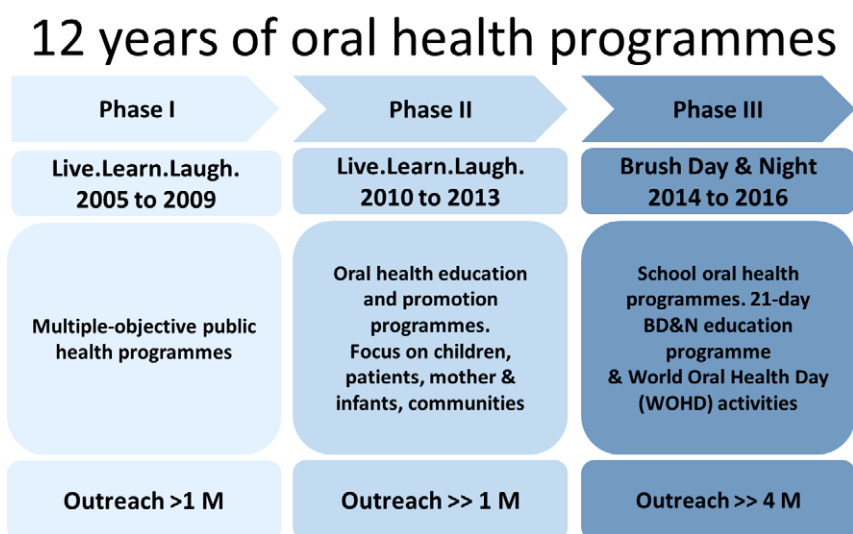 12 years of oral health programmes
Phase I
Phase II
Phase III
Live.Learn.Laugh.
2005 to 2009
Live.Learn.Laugh.
2010 to 2013
Brush Day & Night
2014 to 2016
Multiple-objective public
health programmes
Oral health education
and promotion
programmes.
Focus on children,
patients, mother &
infants, communities
School oral health
programmes. 21-day
BD&N education
programme
& World Oral Health Day
(WOHD) activities
Outreach >1 M
Outreach >> 1 M
Outreach >> 4 M